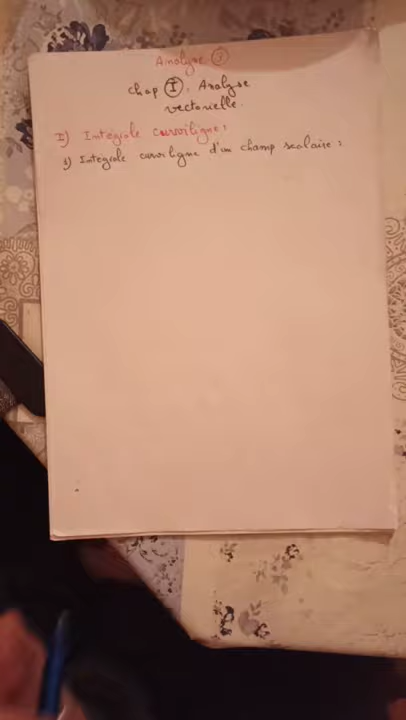 Analyse ③
Chap Ⅰ: Analyse
vectorielle.
I) Intégrale curviligne:
1) Intégrale curviligne d'un champ scalaire: